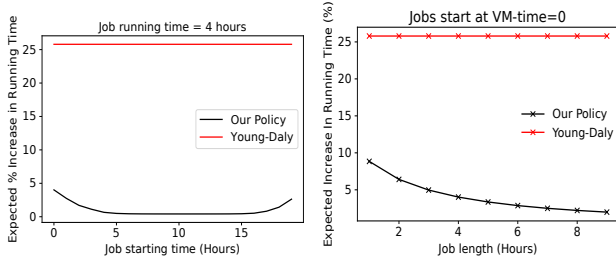 Job running time = 4 hours
Expected % Increase in Running Time
25
20
15
10
5
0
Our Policy
Young-Daly
0
5
10
15
Job starting time (Hours)
Jobs start at VM-time=0
Expected Increase In Running Time (%)
25
20
15
10
5
Our Policy
Young-Daly
2
4
6
8
Job length (Hours)